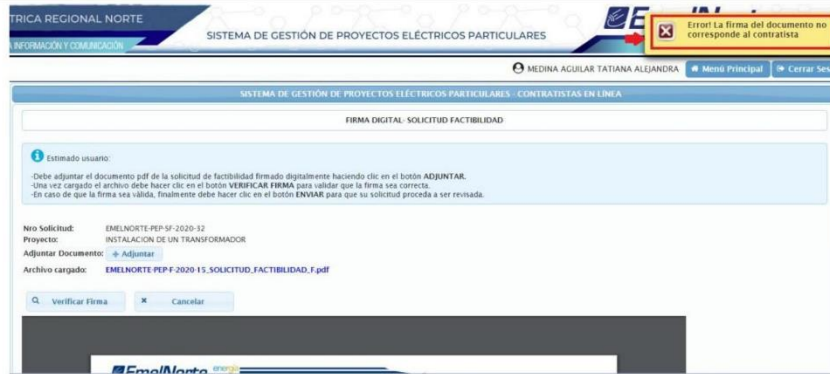 TRICA REGIONAL NORTE
A INFORMACIÓN Y COMUNICACIÓN
SISTEMA DE GESTIÓN DE PROYECTOS ELÉCTRICOS PARTICULARES
Error! La firma del documento no
corresponde al contratista
MEDINA AGUILAR TATIANA ALEJANDRA Menú Principal Cerrar Ses
SISTEMA DE GESTIÓN DE PROYECTOS ELÉCTRICOS PARTICULARES - CONTRATISTAS EN LÍNEA
FIRMA DIGITAL- SOLICITUD FACTIBILIDAD
Estimado usuario:
-Debe adjuntar el documento pdf de la solicitud de factibilidad firmado digitalmente haciendo clic en el botón ADJUNTAR.
-Una vez cargado el archivo debe hacer clic en el botón VERIFICAR FIRMA para validar que la firma sea correcta.
-En caso de que la firma sea válida, finalmente debe hacer clic en el botón ENVIAR para que su solicitud proceda a ser revisada.
Nro Solicitud: EMELNORTE-PEP-SF-2020-32
Proyecto: INSTALACION DE UN TRANSFORMADOR
Adjuntar Documento: + Adjuntar
Archivo cargado: EMELNORTE-PEP-F-2020-15_SOLICITUD_FACTIBILIDAD_F.pdf
Verificar Firma Cancelar
EmelNorte energía